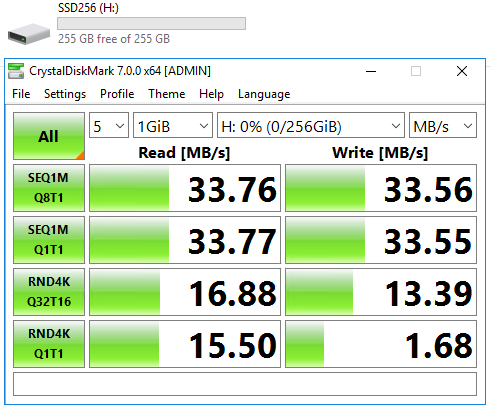 SSD256 (H:)
255 GB free of 255 GB
CrystalDiskMark 7.0.0 x64 [ADMIN]
File Settings Profile Theme Help Language
All 5 1GiB H: 0% (0/256GiB) MB/s
Read [MB/s] Write [MB/s]
SEQ1M
Q8T1 33.76 33.56
SEQ1M
Q1T1 33.77 33.55
RND4K
Q32T16 16.88 13.39
RND4K
Q1T1 15.50 1.68